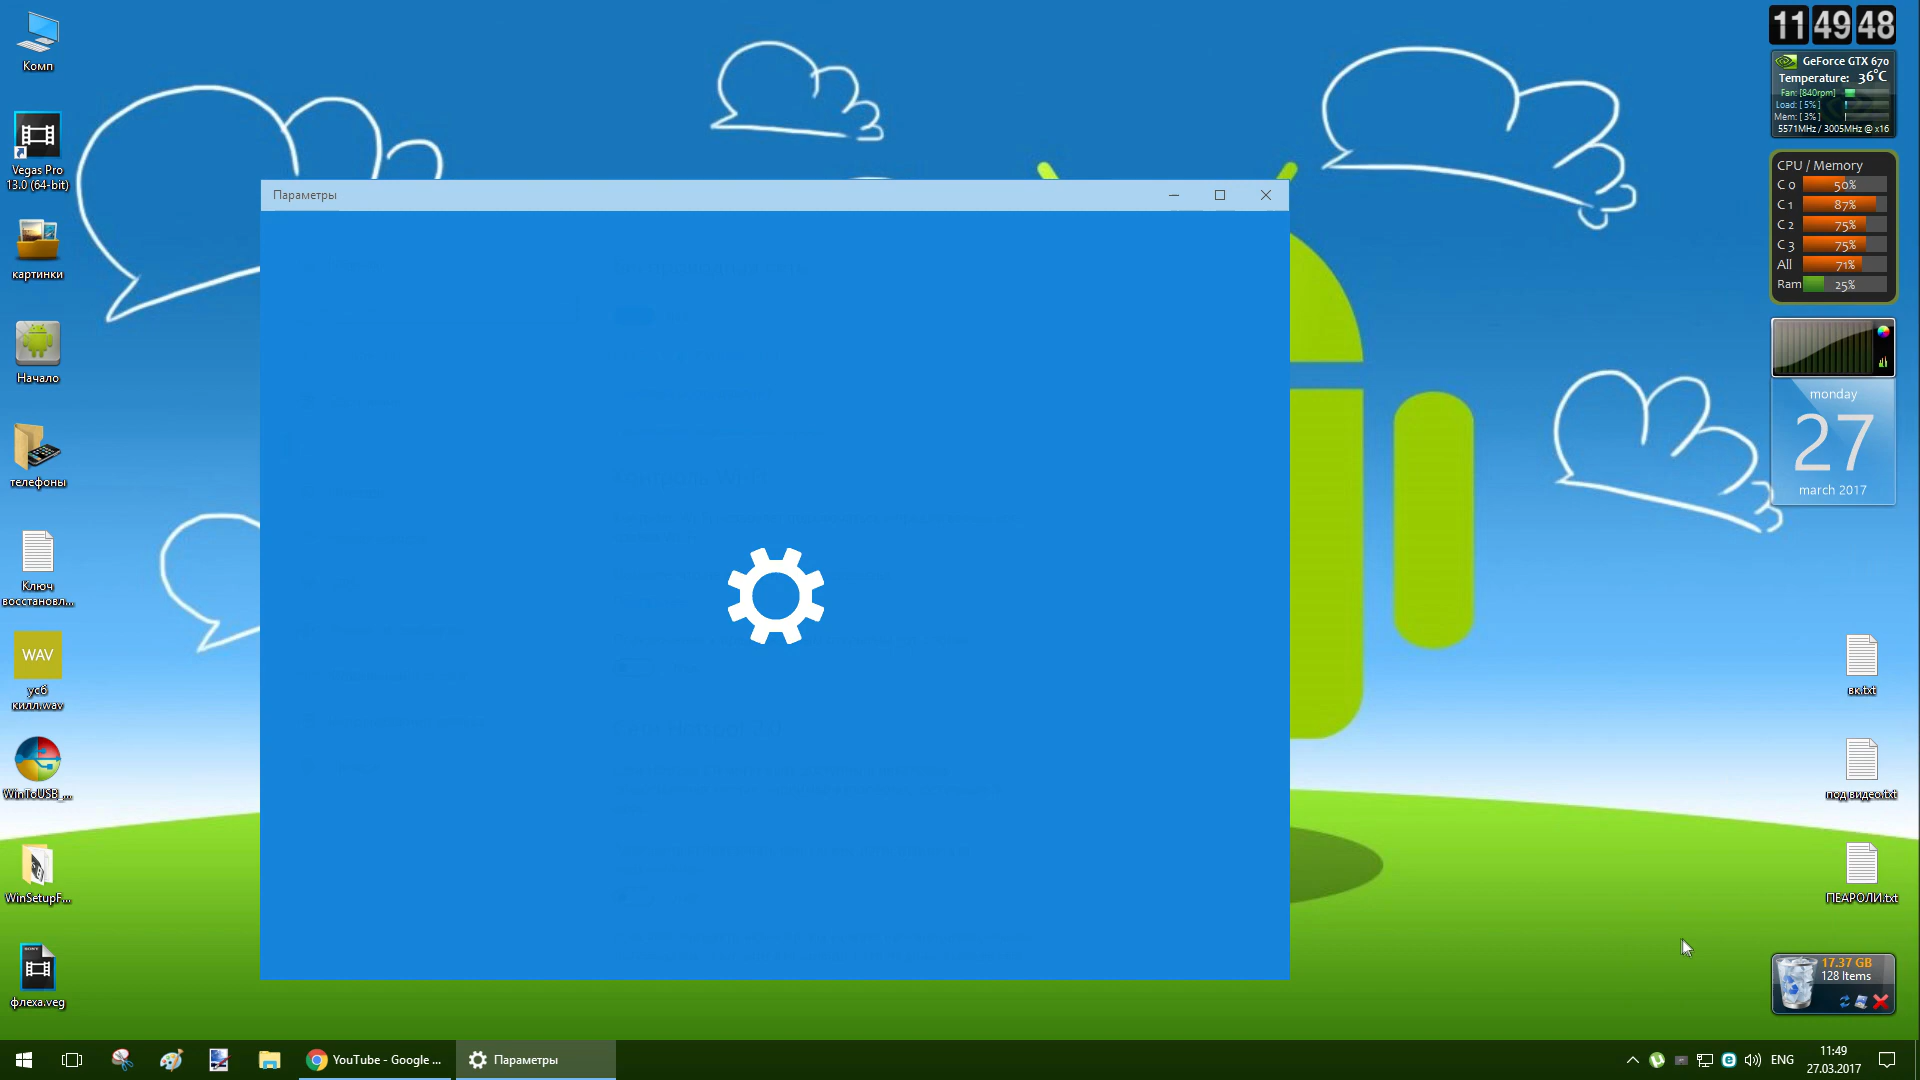 Комп
Vegas Pro
13.0 (64-bit)
картинки
Начало
телефоны
Ключ
восстановл...
WAV
усб
килл.wav
WinToUSB_...
WinSetupF...
SONY
флеха.veg
Параметры
11 49 48
GeForce GTX 670
Temperature: 36°C
Fan: [840rpm]
Load: [ 5% ]
Mem: [ 3% ]
5571MHz / 3005MHz @ x16
CPU / Memory
C 0 50%
C 1 87%
C 2 75%
C 3 75%
All 71%
Ram 25%
monday
27
march 2017
вк.txt
под видео.txt
ПЕАРОЛИ.txt
17.37 GB
128 Items
YouTube - Google ...
Параметры
ENG
11:49
27.03.2017